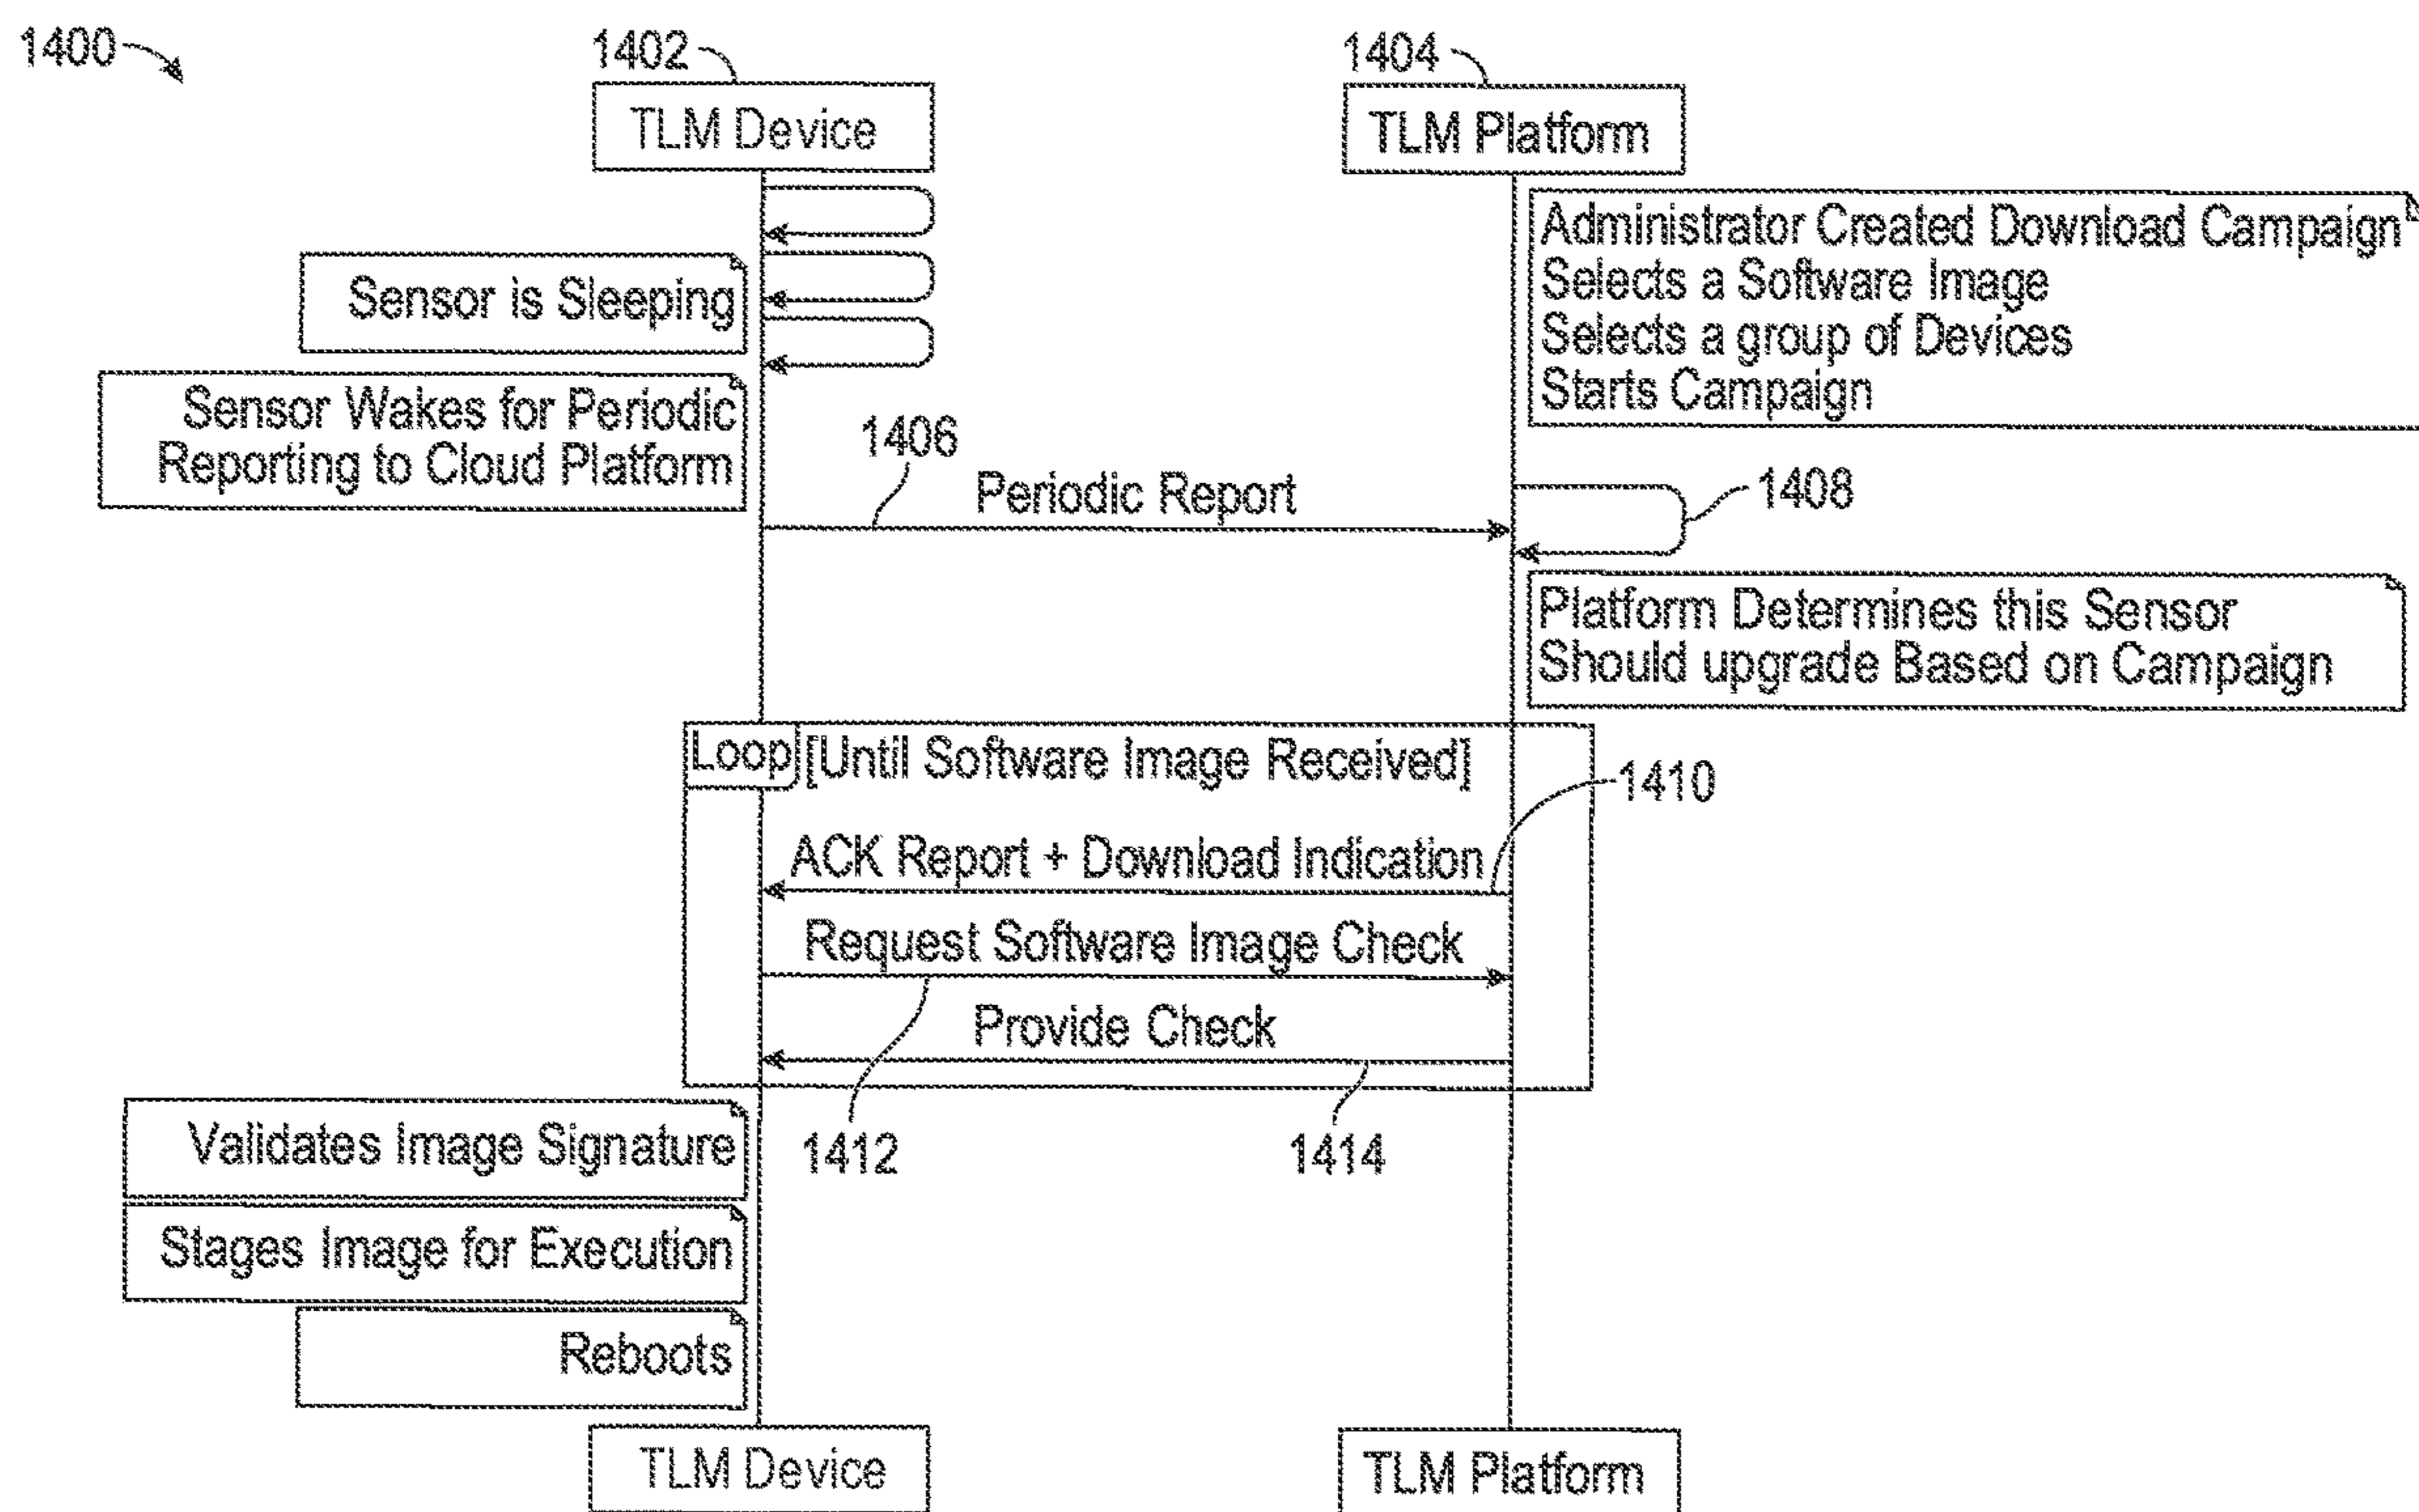 1400
1402
1404
TLM Device
TLM Platform
Administrator Created Download Campaign
Selects a Software Image
Selects a group of Devices
Starts Campaign
Sensor is Sleeping
Sensor Wakes for Periodic
Reporting to Cloud Platform
1406
Periodic Report
1408
Platform Determines this Sensor
Should upgrade Based on Campaign
Loop [Until Software Image Received]
1410
ACK Report + Download Indication
Request Software Image Check
Provide Check
1412
1414
Validates Image Signature
Stages Image for Execution
Reboots
TLM Device
TLM Platform